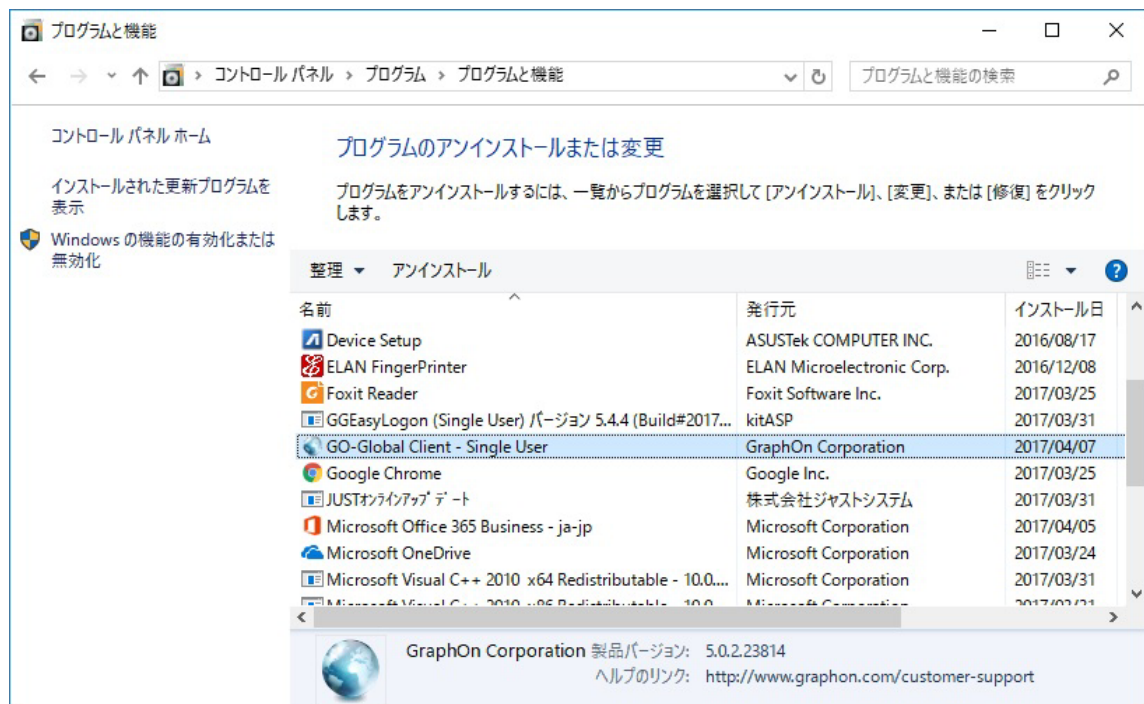 プログラムと機能
コントロール パネル › プログラム › プログラムと機能
プログラムと機能の検索
コントロール パネル ホーム
インストールされた更新プログラムを
表示
Windows の機能の有効化または
無効化
プログラムのアンインストールまたは変更
プログラムをアンインストールするには、一覧からプログラムを選択して [アンインストール]、[変更]、または [修復] をクリック
します。
整理 アンインストール
名前 発行元 インストール日
Device Setup ASUSTek COMPUTER INC. 2016/08/17
ELAN FingerPrinter ELAN Microelectronic Corp. 2016/12/08
Foxit Reader Foxit Software Inc. 2017/03/25
GGEasyLogon (Single User) バージョン 5.4.4 (Build#2017... kitASP 2017/03/31
GO-Global Client - Single User GraphOn Corporation 2017/04/07
Google Chrome Google Inc. 2017/03/25
JUSTオンラインアップデート 株式会社ジャストシステム 2017/03/31
Microsoft Office 365 Business - ja-jp Microsoft Corporation 2017/04/05
Microsoft OneDrive Microsoft Corporation 2017/03/24
Microsoft Visual C++ 2010 x64 Redistributable - 10.0.... Microsoft Corporation 2017/03/31
Microsoft Visual C++ 2010 x86 Redistributable - 10.0 Microsoft Corporation 2017/03/31
GraphOn Corporation 製品バージョン: 5.0.2.23814
ヘルプのリンク: http://www.graphon.com/customer-support